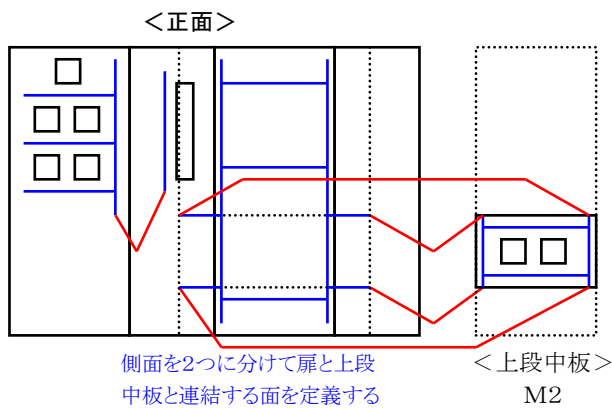 ＜正面＞
側面を2つに分けて扉と上段
中板と連結する面を定義する
＜上段中板＞
M2